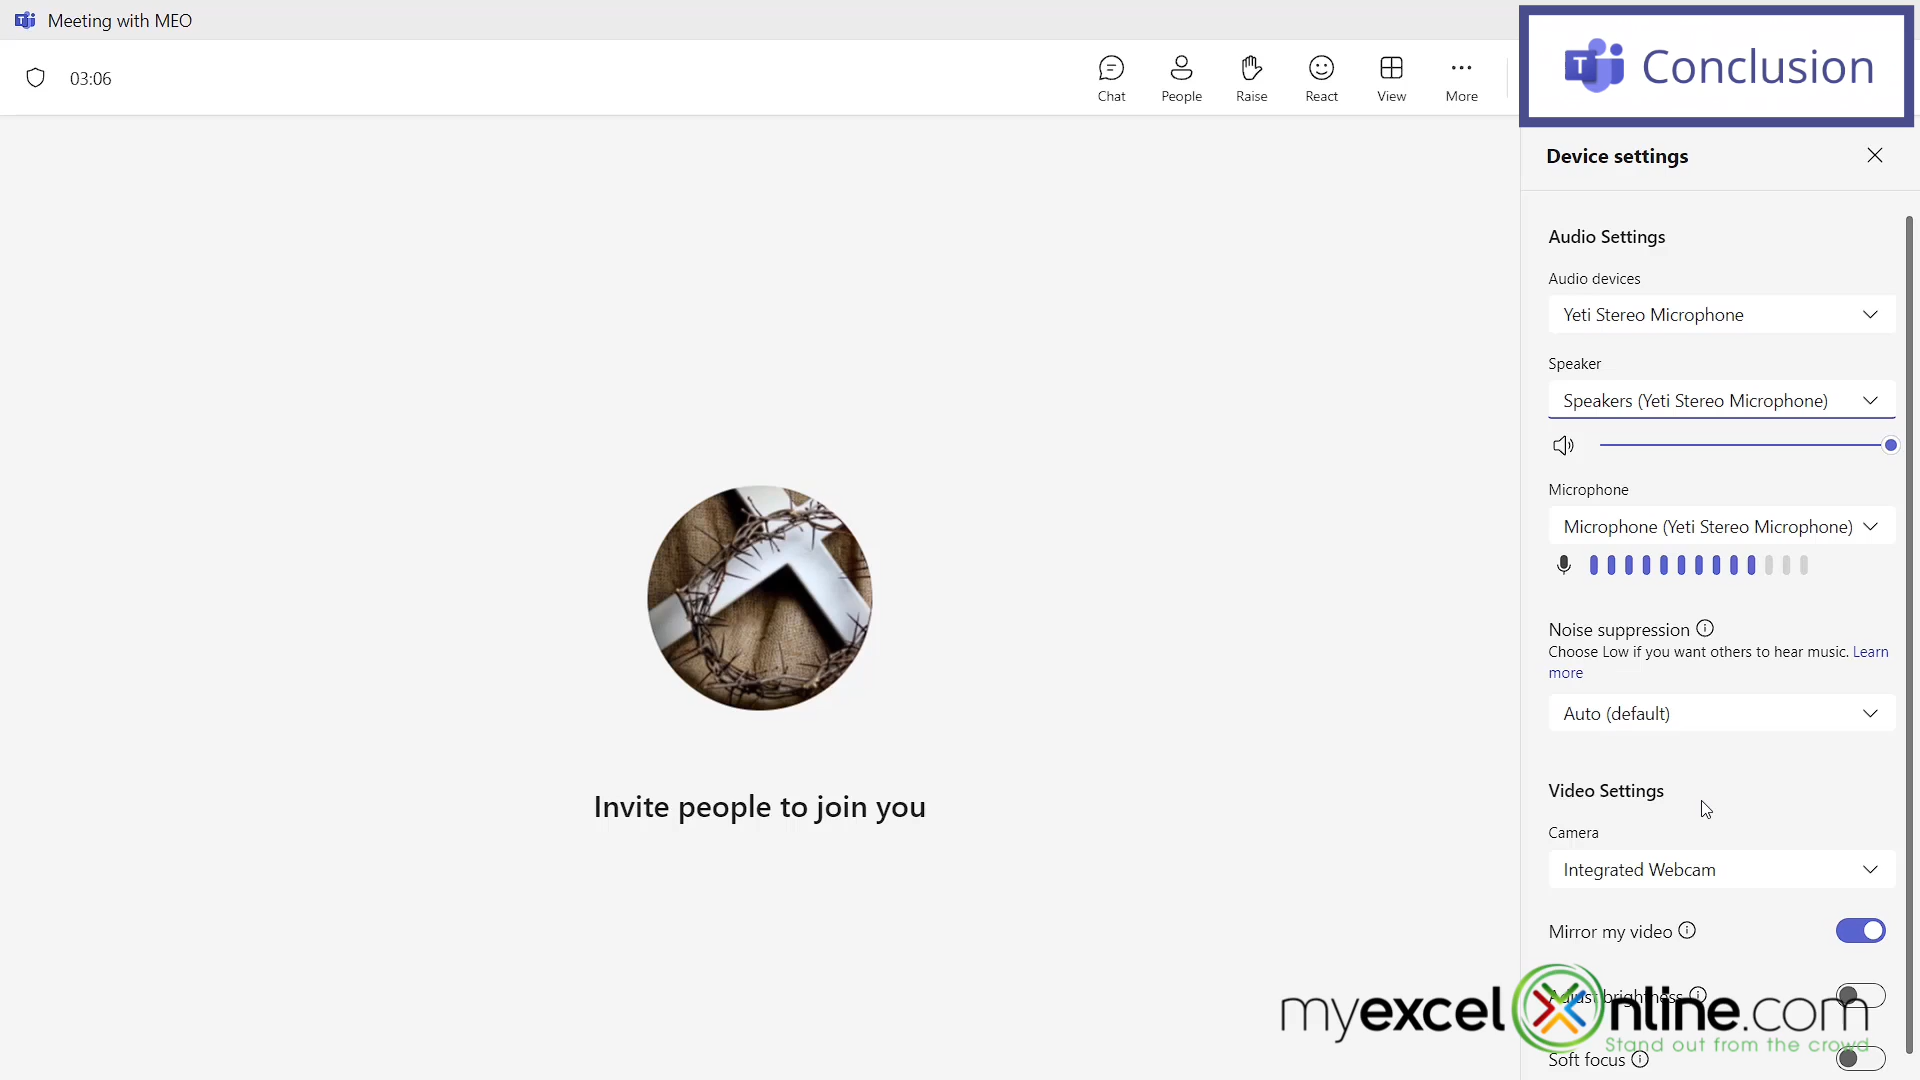 Meeting with MEO
03:06
Chat
People
Raise
React
View
More
T Conclusion
Device settings
Audio Settings
Audio devices
Yeti Stereo Microphone
Speaker
Speakers (Yeti Stereo Microphone)
Microphone
Microphone (Yeti Stereo Microphone)
Noise suppression
Choose Low if you want others to hear music. Learn
more
Auto (default)
Invite people to join you
Video Settings
Camera
Integrated Webcam
Mirror my video
Adjust brightness
myexcelonline.com
Stand out from the crowd
Soft focus